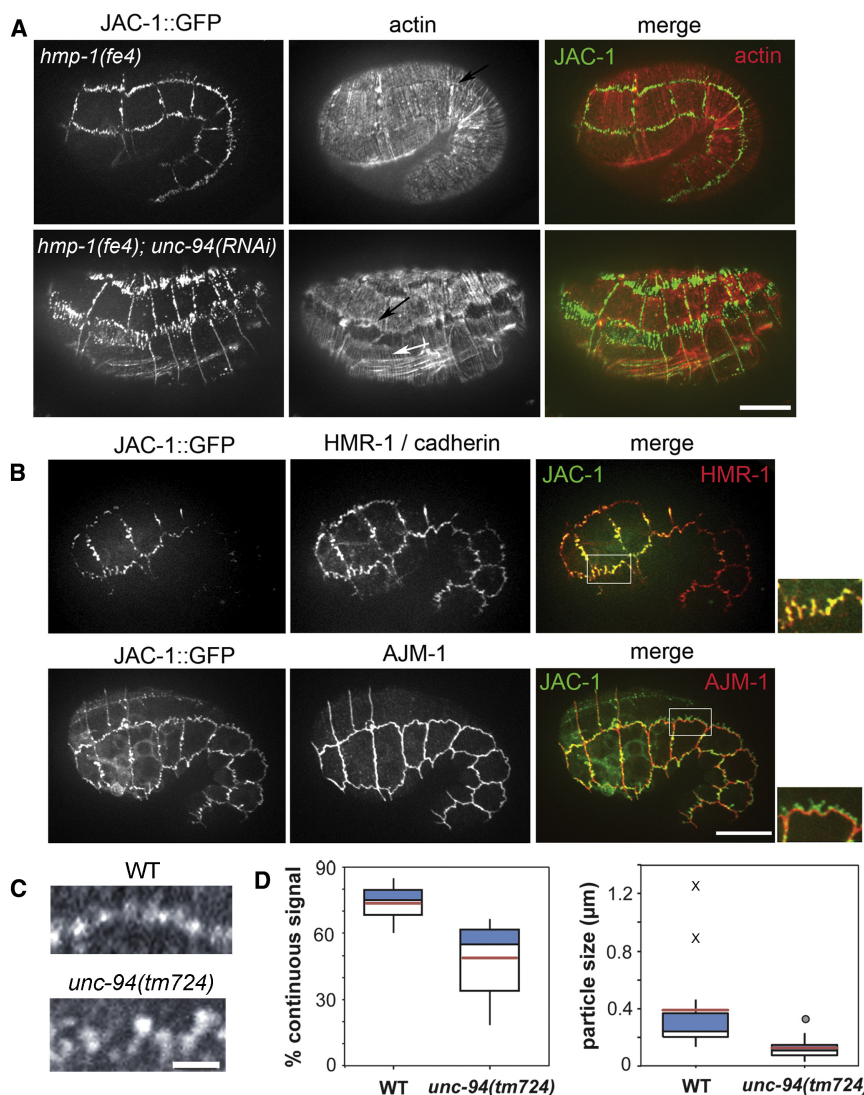 A
JAC-1::GFP
actin
merge
hmp-1(fe4)
JAC-1
actin
hmp-1(fe4); unc-94(RNAi)
B
JAC-1::GFP
HMR-1 / cadherin
merge
JAC-1
HMR-1
JAC-1::GFP
AJM-1
merge
JAC-1
AJM-1
C
WT
unc-94(tm724)
D
% continuous signal
90
60
30
0
WT
unc-94(tm724)
particle size (µm)
1.2
0.8
0.4
0
X
X
WT
unc-94(tm724